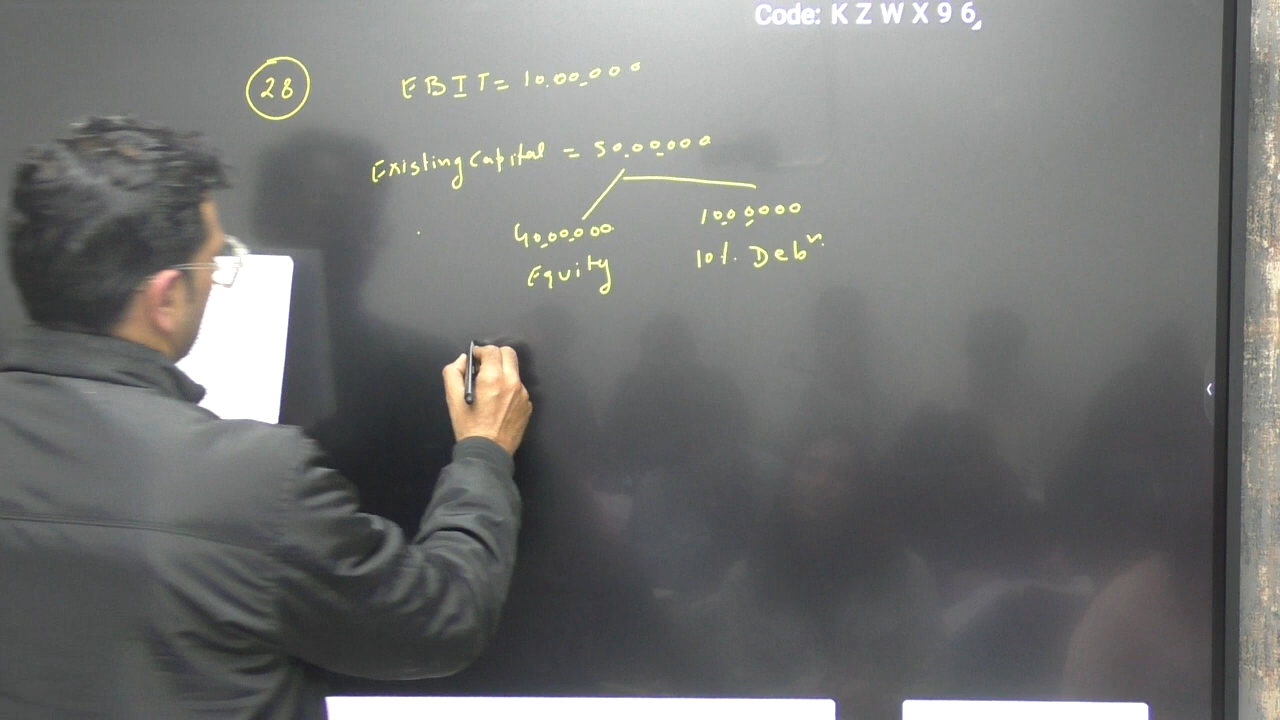 Code: K Z W X 9 6
28
EBIT = 10,00,000
Existing Capital = 50,00,000
40,00,000 10,00,000
Equity 10% Debn.